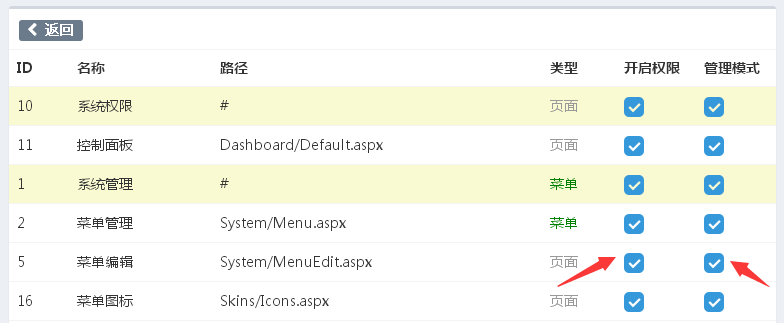 返回
ID 名称 路径 类型 开启权限 管理模式
10 系统权限 # 页面
11 控制面板 Dashboard/Default.aspx 页面
1 系统管理 # 菜单
2 菜单管理 System/Menu.aspx 菜单
5 菜单编辑 System/MenuEdit.aspx 页面
16 菜单图标 Skins/Icons.aspx 页面